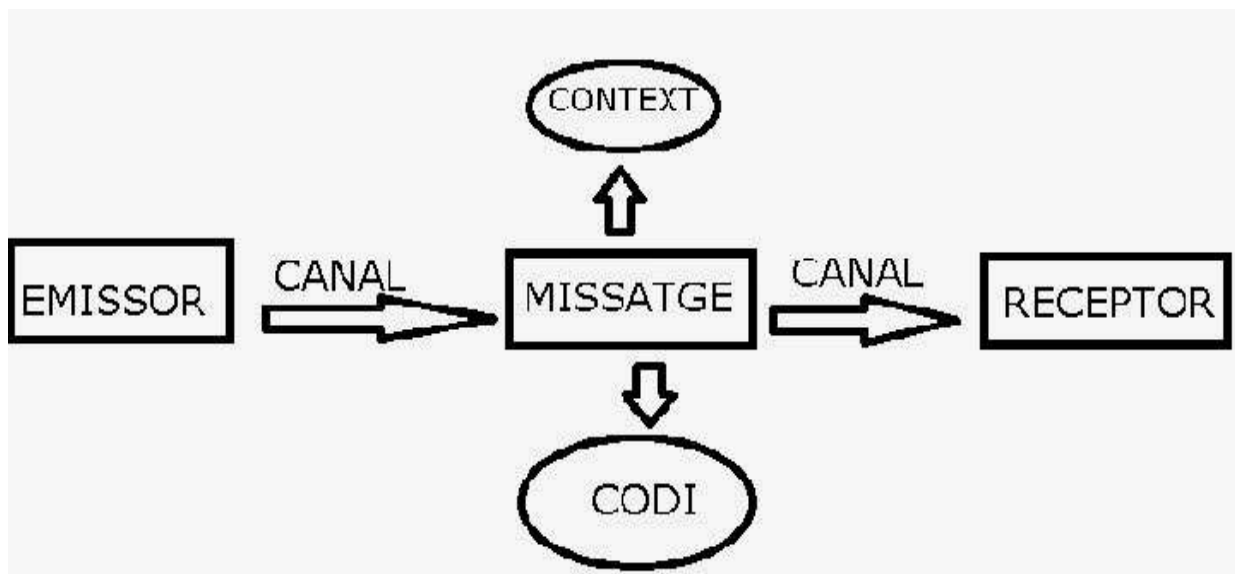 CONTEXT
EMISSOR
CANAL
MISSATGE
CANAL
RECEPTOR
CODI